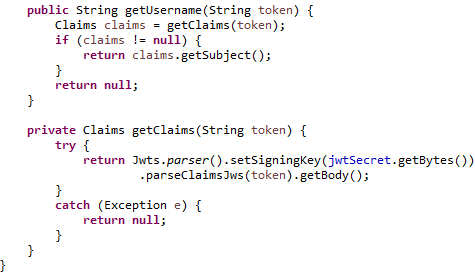 public String getUsername(String token) {
Claims claims = getClaims(token);
if (claims != null) {
return claims.getSubject();
}
return null;
}
private Claims getClaims(String token) {
try {
return Jwts.parser().setSigningKey(jwtSecret.getBytes())
.parseClaimsJws(token).getBody();
}
catch (Exception e) {
return null;
}
}
}